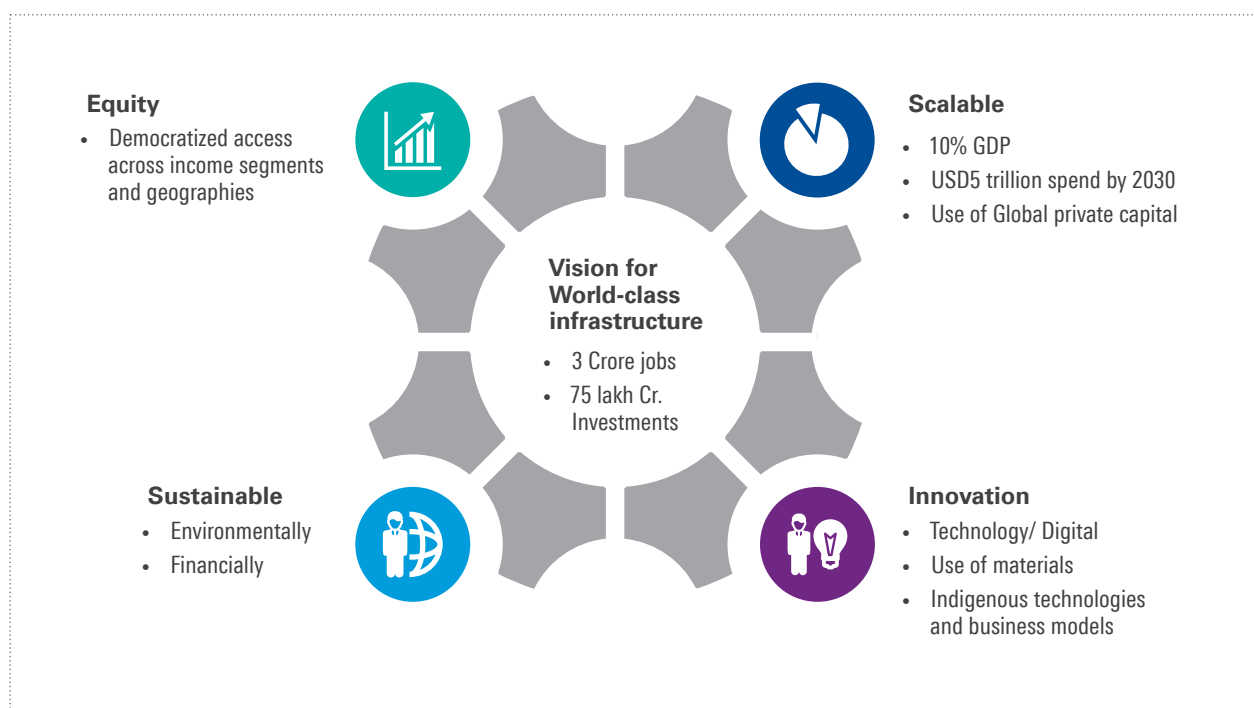 Equity
• Democratized access
across income segments
and geographies
Scalable
• 10% GDP
• USD5 trillion spend by 2030
• Use of Global private capital
Vision for
World-class
infrastructure
• 3 Crore jobs
• 75 lakh Cr.
Investments
Sustainable
• Environmentally
• Financially
Innovation
• Technology/ Digital
• Use of materials
• Indigenous technologies
and business models